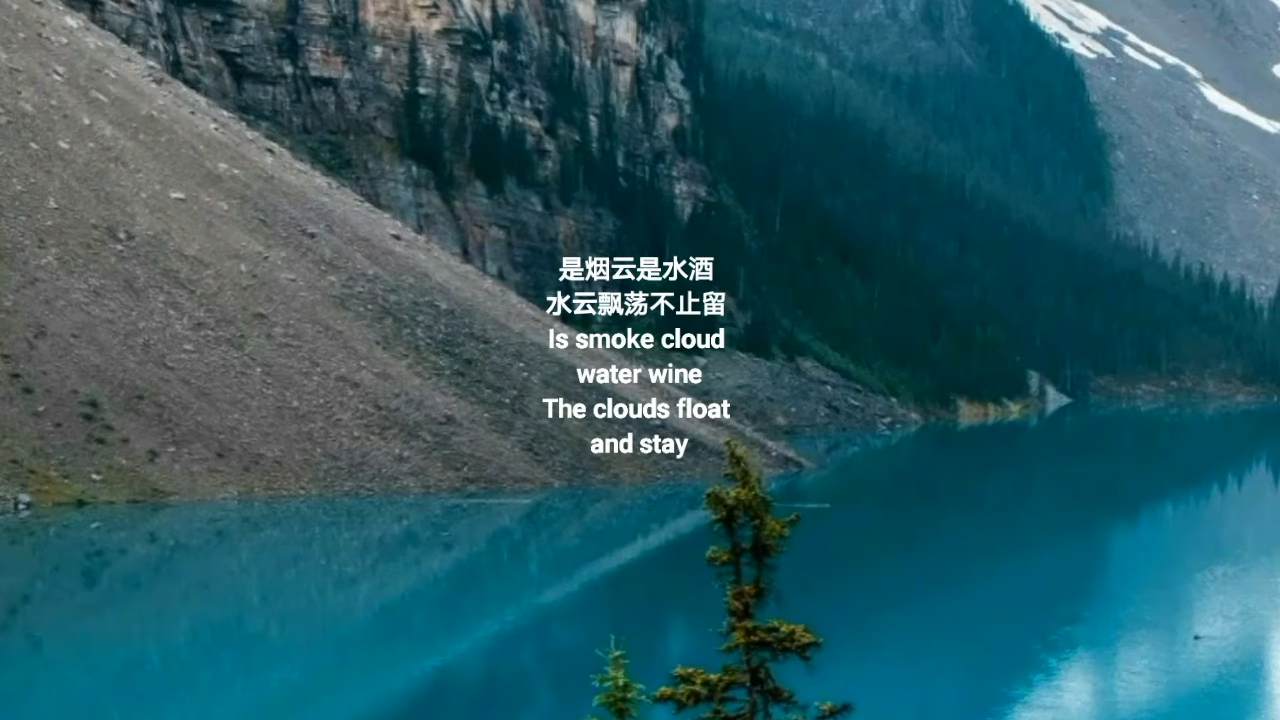 是烟云是水酒
水云飘荡不止留
Is smoke cloud
water wine
The clouds float
and stay